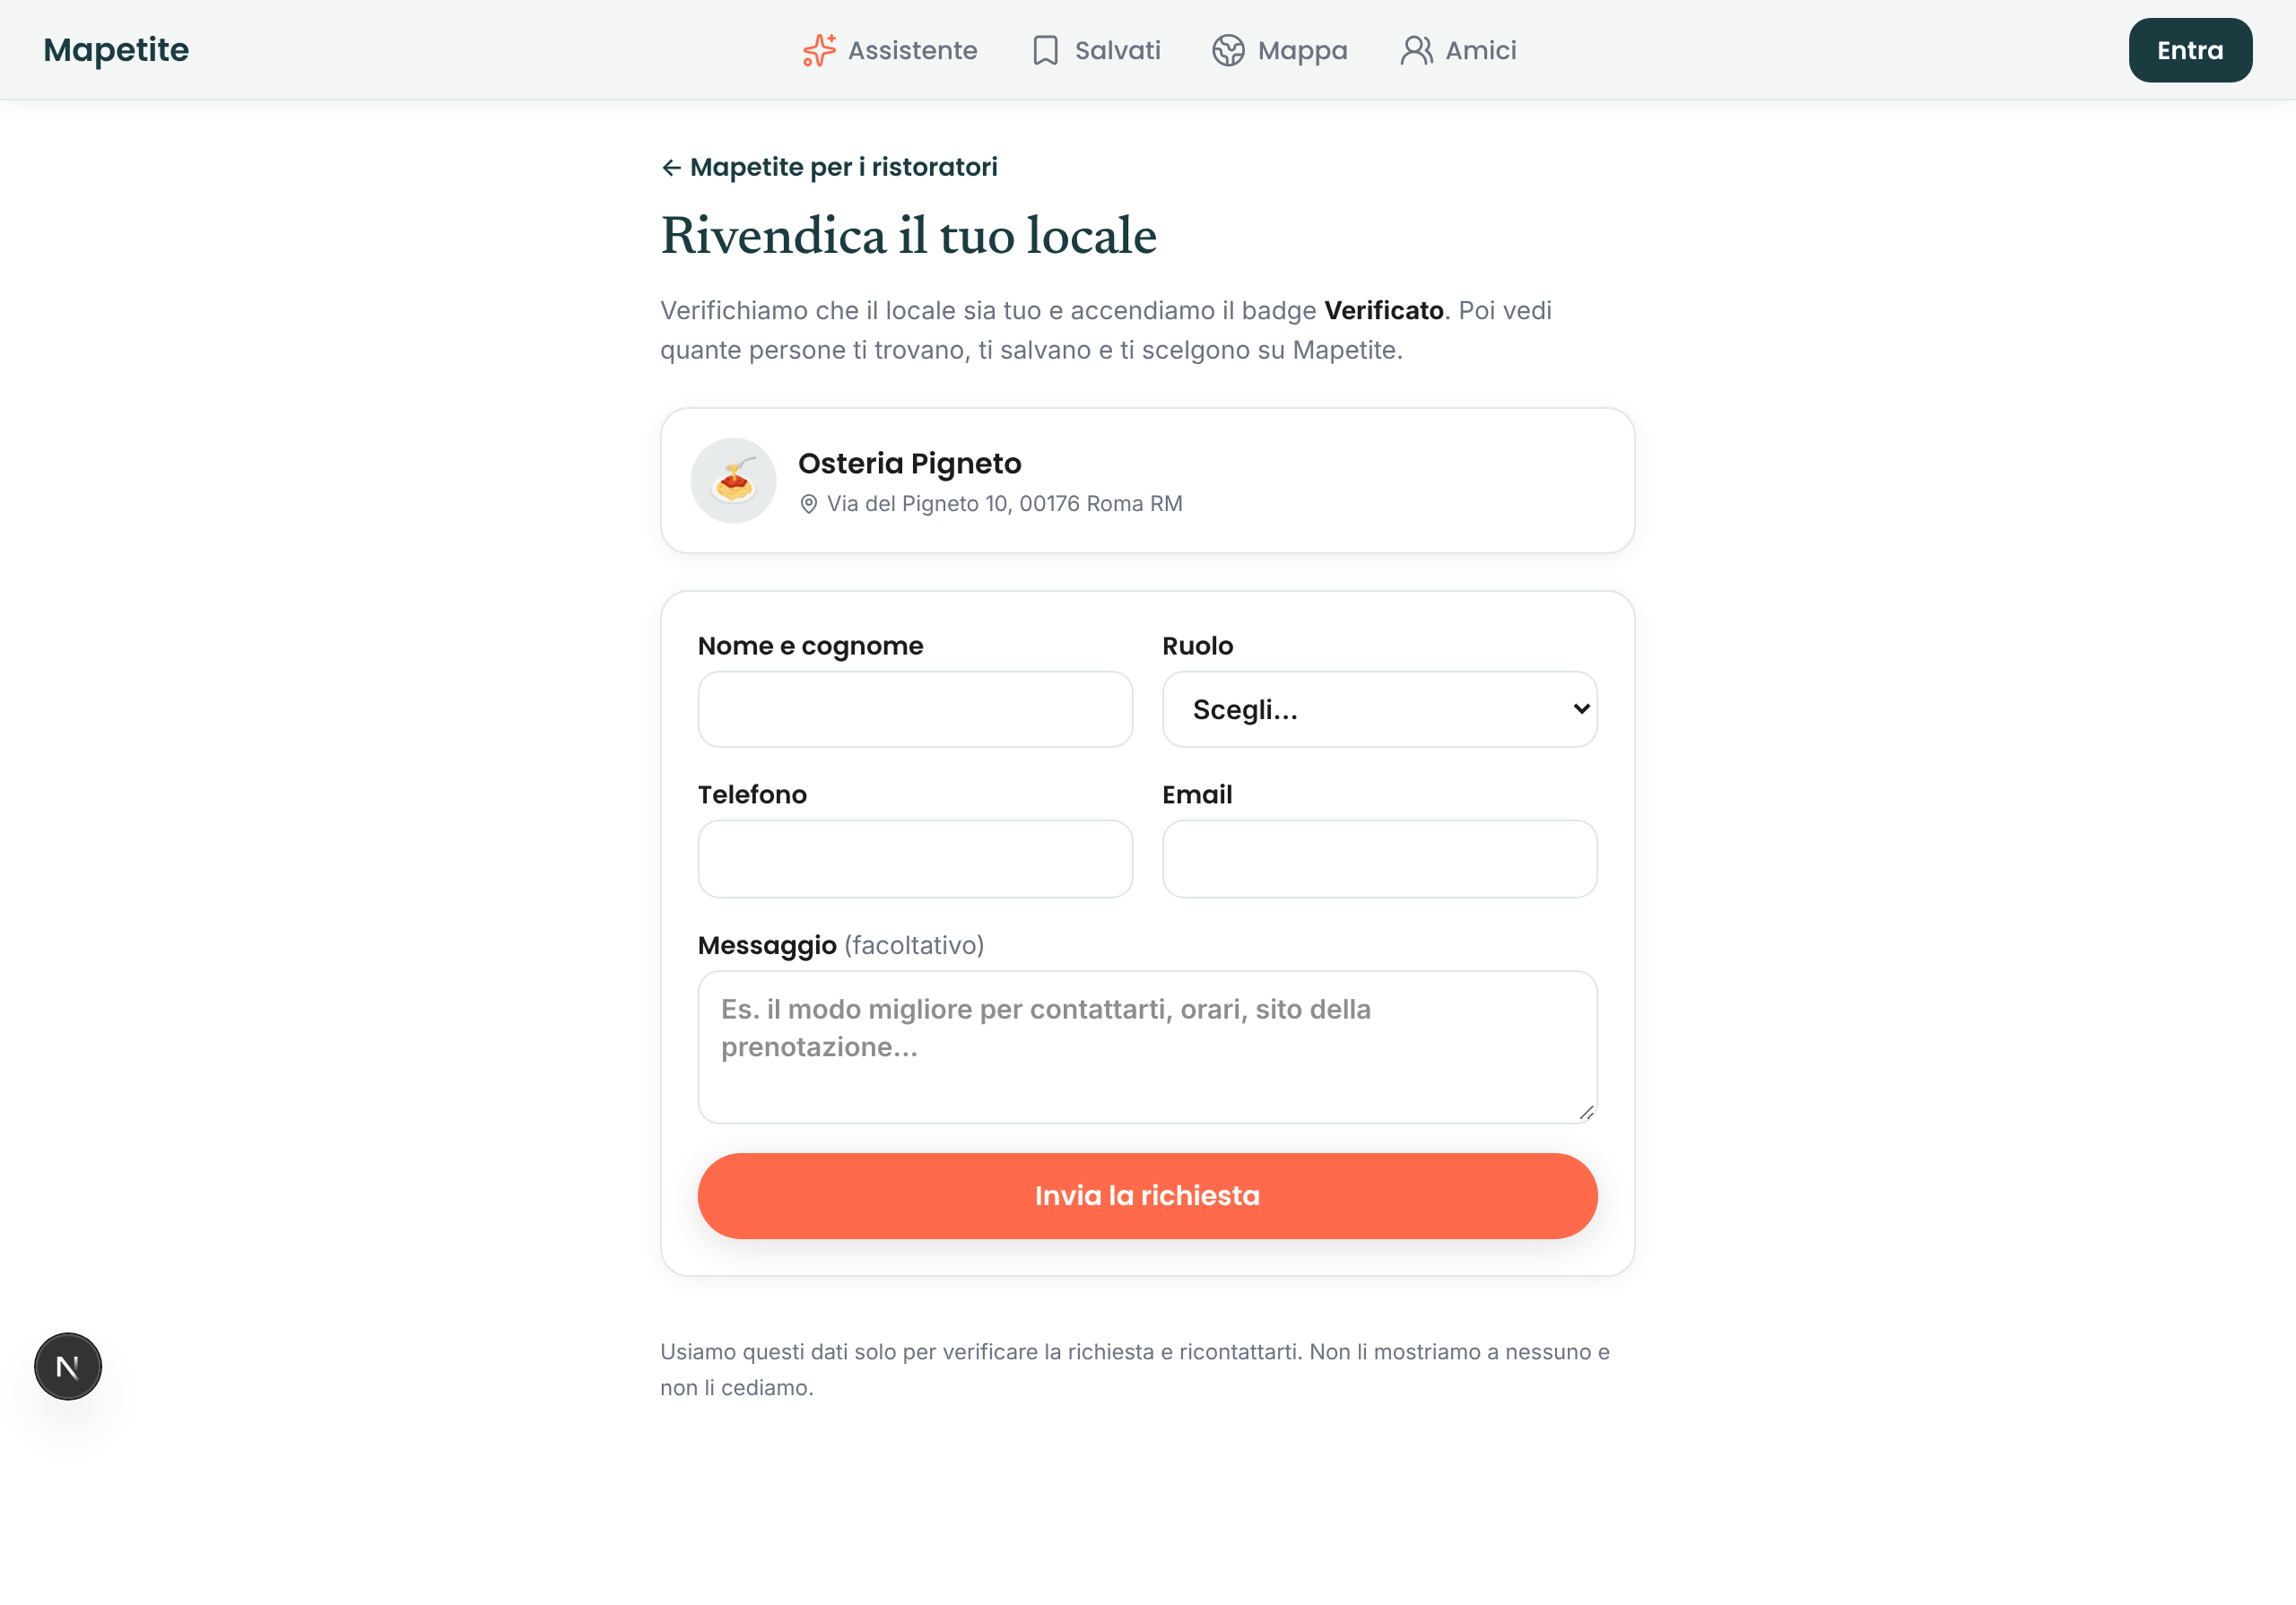 Mapetite
Assistente
Salvati
Mappa
Amici
Entra
← Mapetite per i ristoratori
Rivendica il tuo locale
Verifichiamo che il locale sia tuo e accendiamo il badge Verificato. Poi vedi
quante persone ti trovano, ti salvano e ti scelgono su Mapetite.
Osteria Pigneto
Via del Pigneto 10, 00176 Roma RM
Nome e cognome
Ruolo
Scegli...
Telefono
Email
Messaggio (facoltativo)
Es. il modo migliore per contattarti, orari, sito della
prenotazione...
Invia la richiesta
N
Usiamo questi dati solo per verificare la richiesta e ricontattarti. Non li mostriamo a nessuno e
non li cediamo.